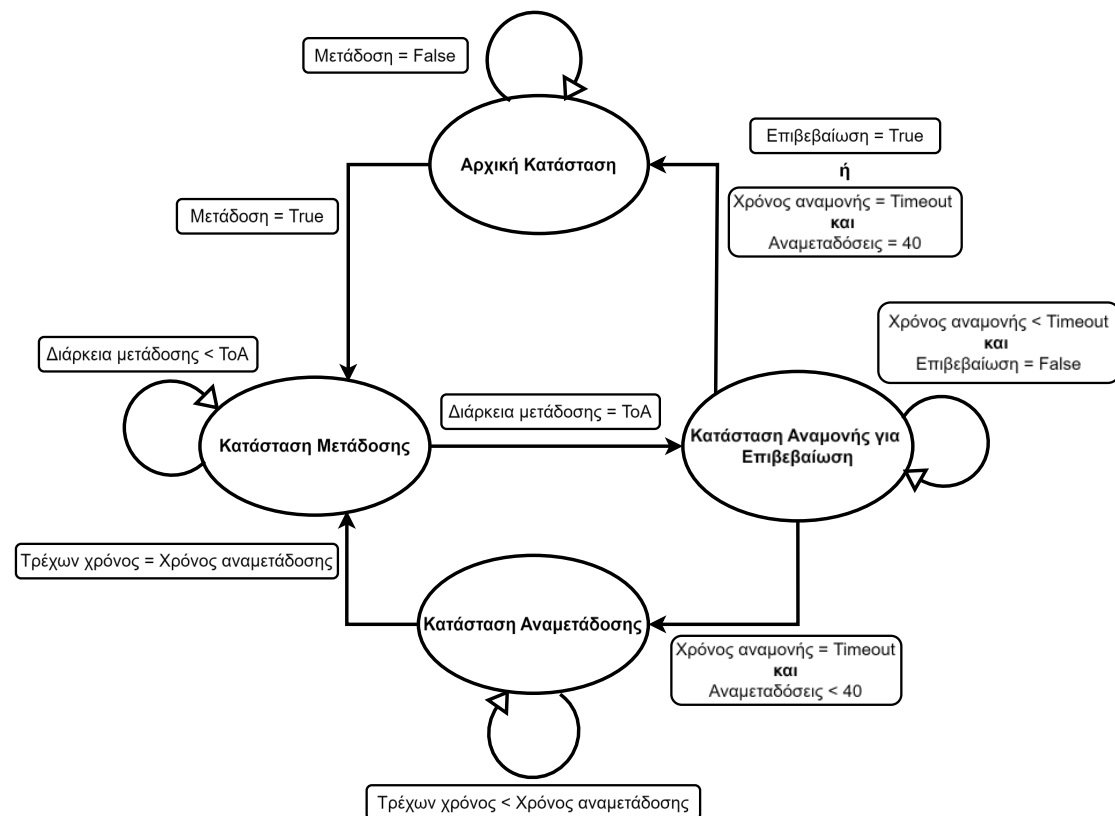 Μετάδοση = False
Αρχική Κατάσταση
Επιβεβαίωση = True
ή
Χρόνος αναμονής = Timeout
και
Αναμεταδόσεις = 40
Μετάδοση = True
Χρόνος αναμονής < Timeout
και
Επιβεβαίωση = False
Διάρκεια μετάδοσης < ToA
Διάρκεια μετάδοσης = ToA
Κατάσταση Μετάδοσης
Κατάσταση Αναμονής για
Επιβεβαίωση
Τρέχων χρόνος = Χρόνος αναμετάδοσης
Κατάσταση Αναμετάδοσης
Χρόνος αναμονής = Timeout
και
Αναμεταδόσεις < 40
Τρέχων χρόνος < Χρόνος αναμετάδοσης